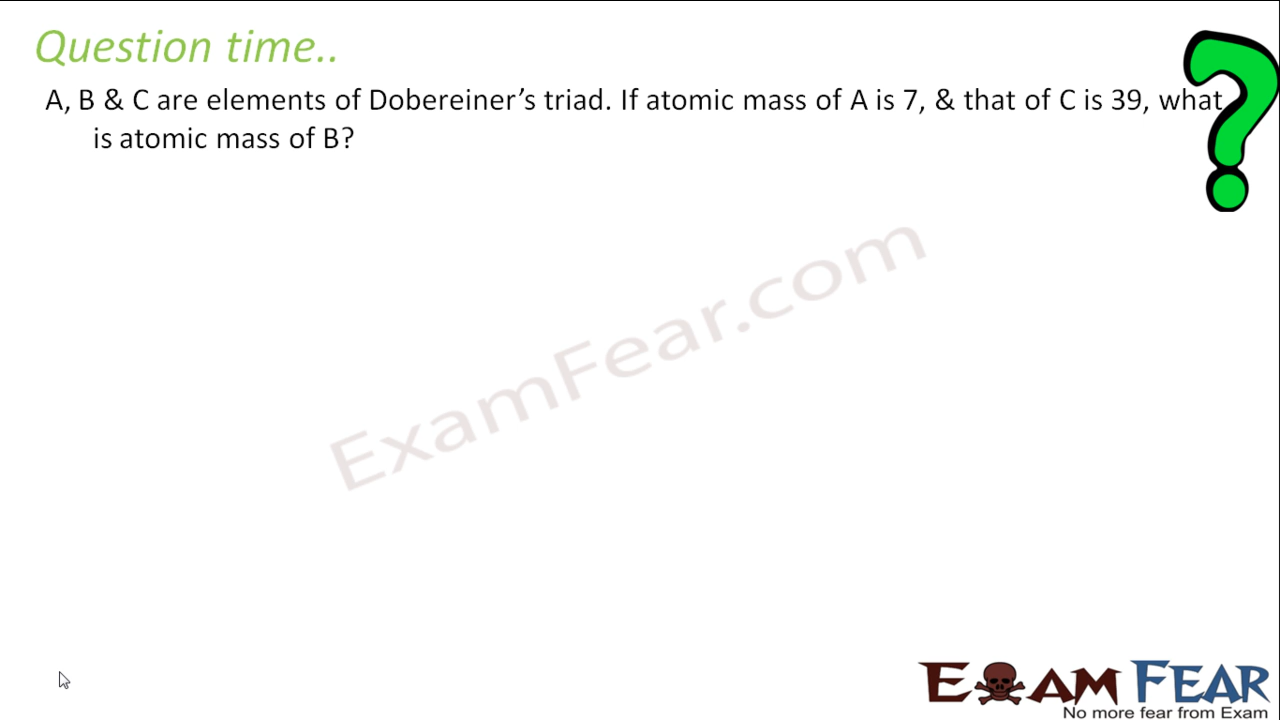 Question time..
A, B & C are elements of Dobereiner’s triad. If atomic mass of A is 7, & that of C is 39, what
is atomic mass of B?
ExamFear.com
EXAM FEAR
No more fear from Exam